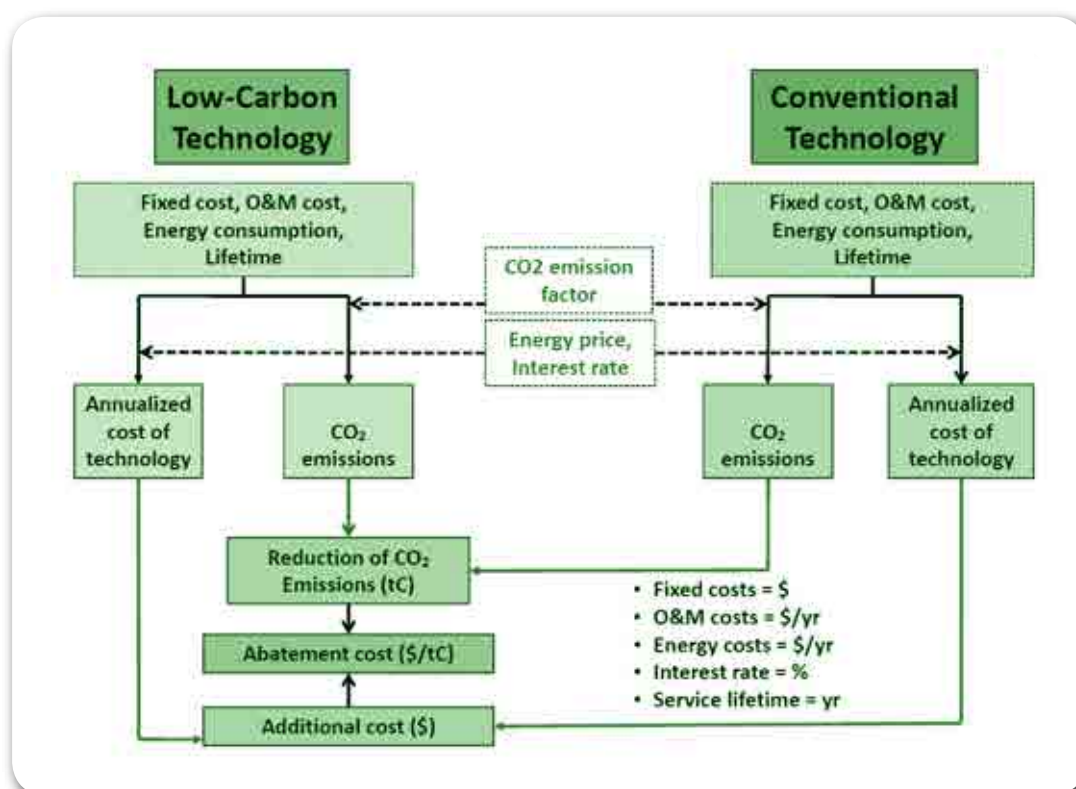 Low-Carbon
Technology
Conventional
Technology
Fixed cost, O&M cost,
Energy consumption,
Lifetime
Fixed cost, O&M cost,
Energy consumption,
Lifetime
CO2 emission
factor
Energy price,
Interest rate
Annualized
cost of
technology
CO₂
emissions
CO₂
emissions
Annualized
cost of
technology
Reduction of CO₂
Emissions (tC)
• Fixed costs = $
• O&M costs = $/yr
• Energy costs = $/yr
• Interest rate = %
• Service lifetime = yr
Abatement cost ($/tC)
Additional cost ($)